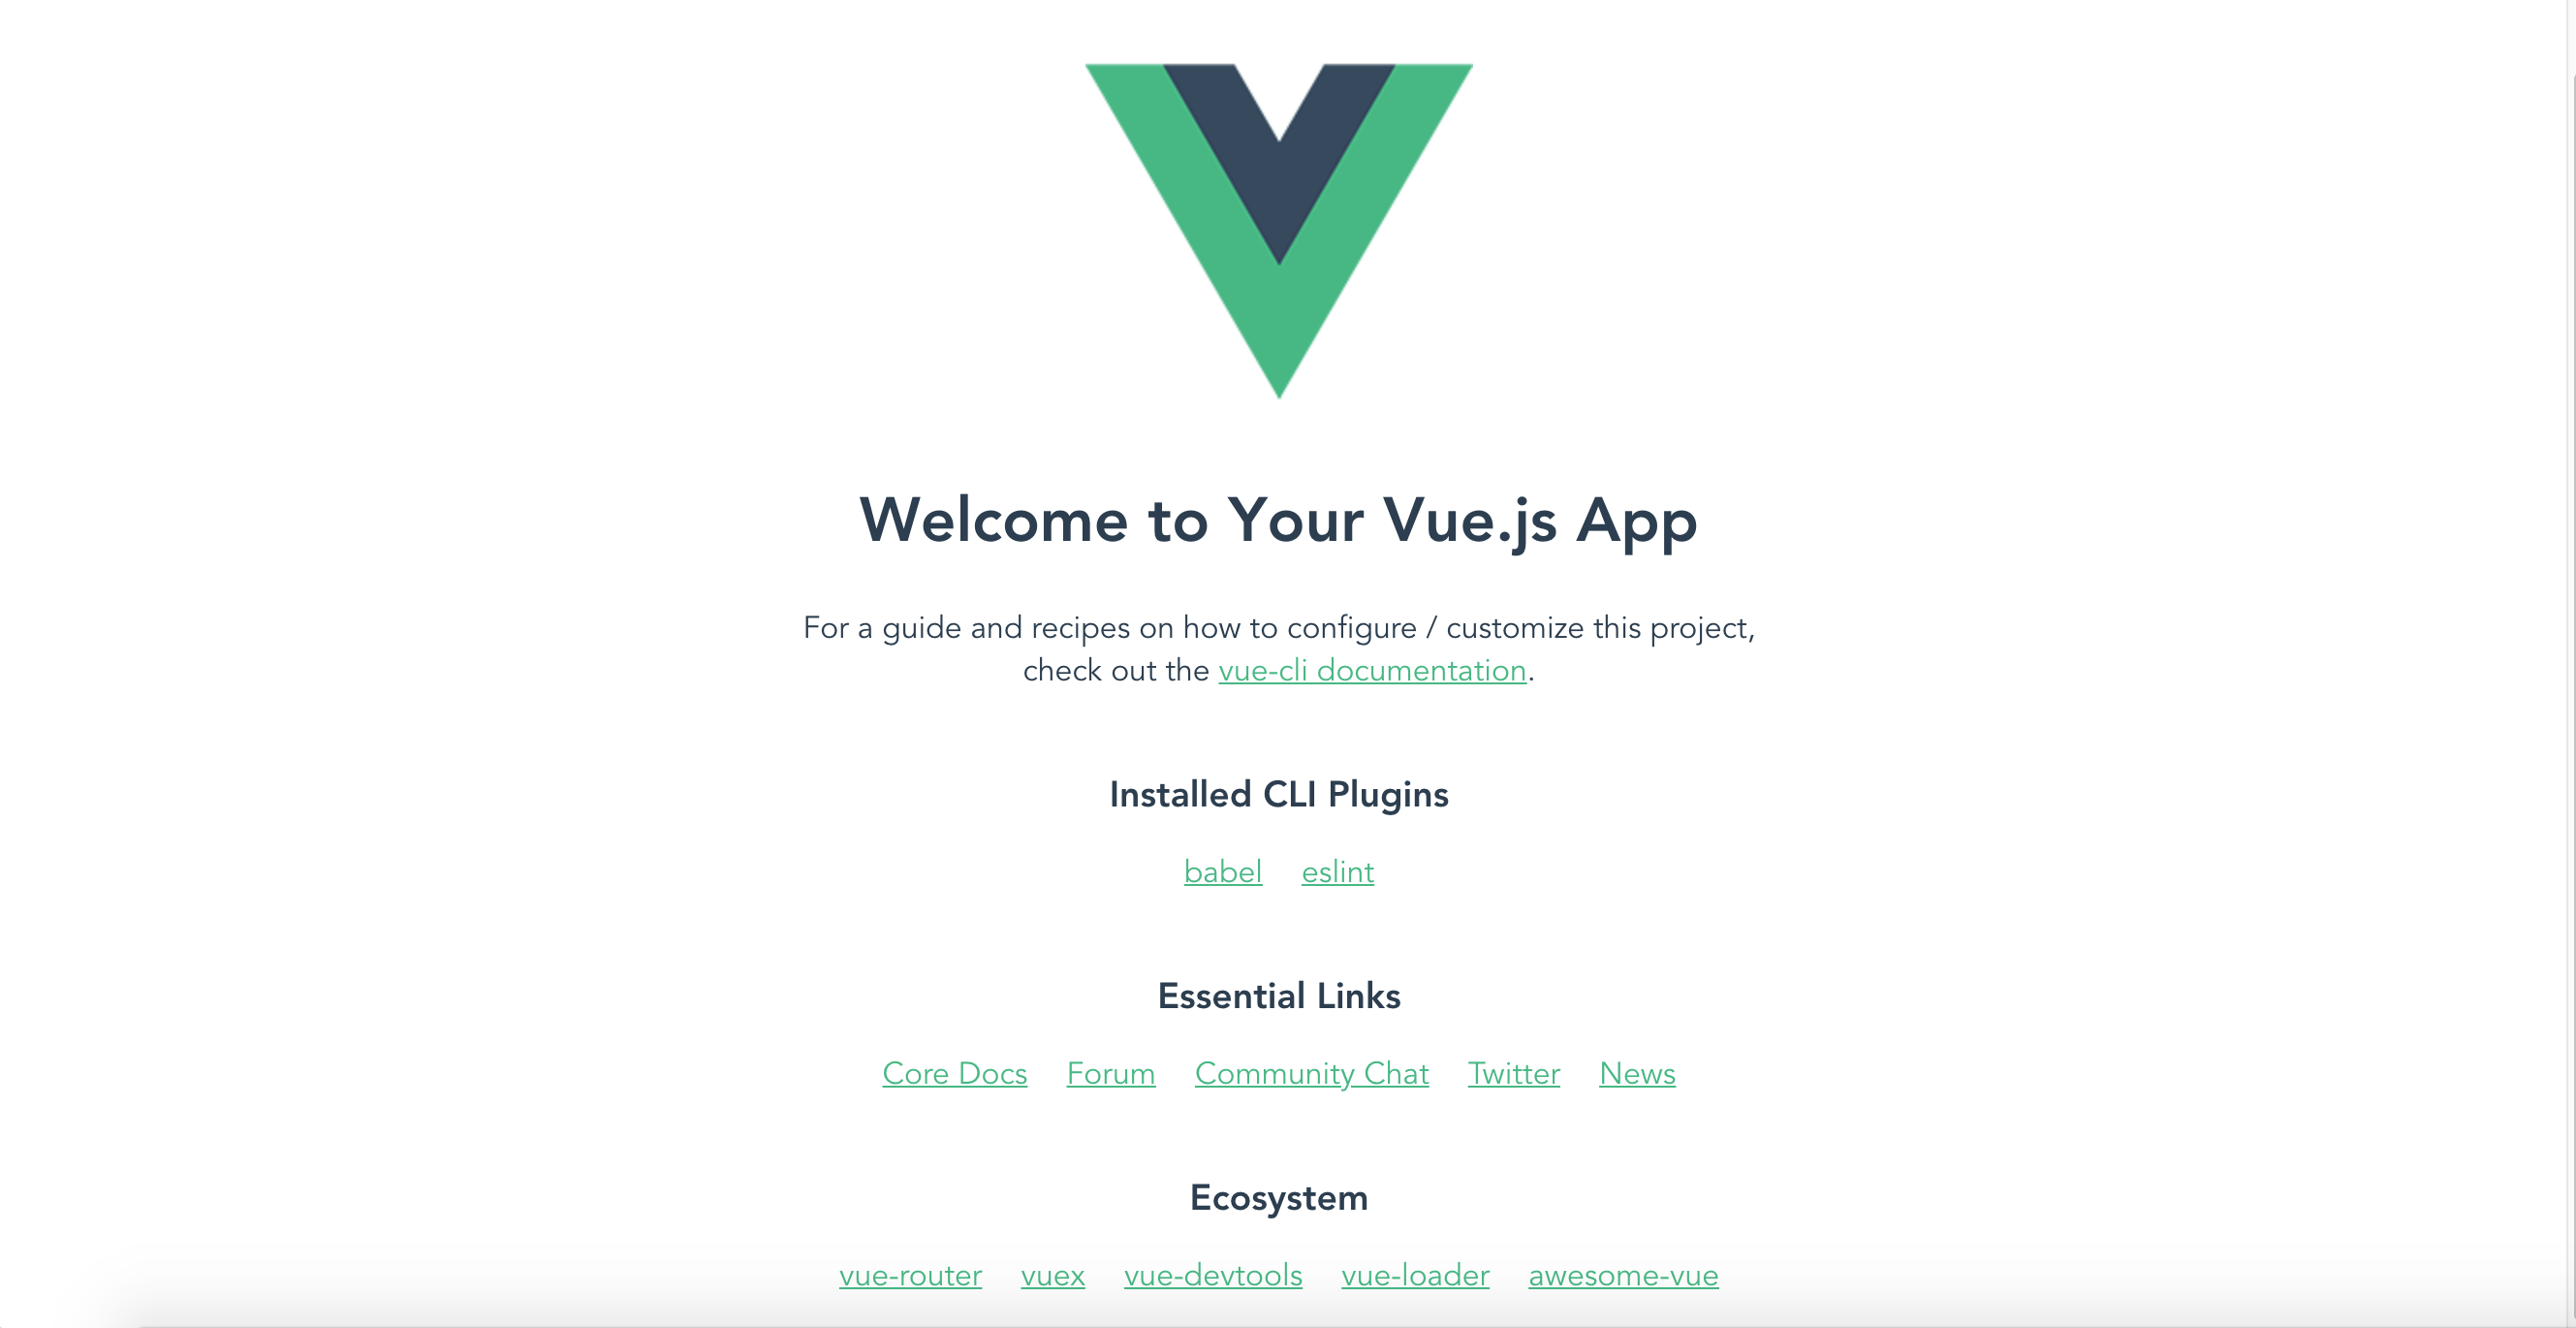 Welcome to Your Vue.js App
For a guide and recipes on how to configure / customize this project,
check out the vue-cli documentation.
Installed CLI Plugins
babel eslint
Essential Links
Core Docs Forum Community Chat Twitter News
Ecosystem
vue-router vuex vue-devtools vue-loader awesome-vue